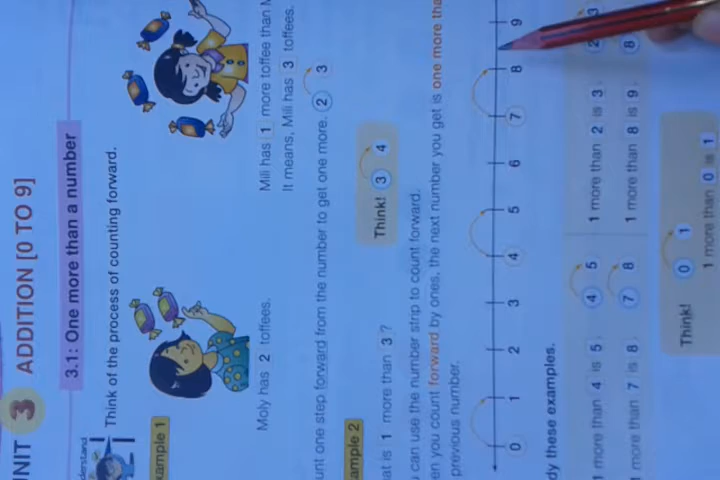 UNIT 3 ADDITION [0 TO 9]
3.1: One more than a number
Think of the process of counting forward.
Moly has 2 toffees.
Mili has 1 more toffee than
It means, Mili has 3 toffees.
one step forward from the number to get one more. 2 3
Example 2
is 1 more than 3?
Think! 3 4
can use the number strip to count forward.
you count forward by ones, the next number you get is one more
previous number.
0 1 2 3 4 5 6 7 8 9
these examples.
1 more than 4 is 5. 4 5
1 more than 2 is 3. 2 3
1 more than 7 is 8. 7 8
1 more than 8 is 9. 8
Think! 0 1
1 more than 0 is 1